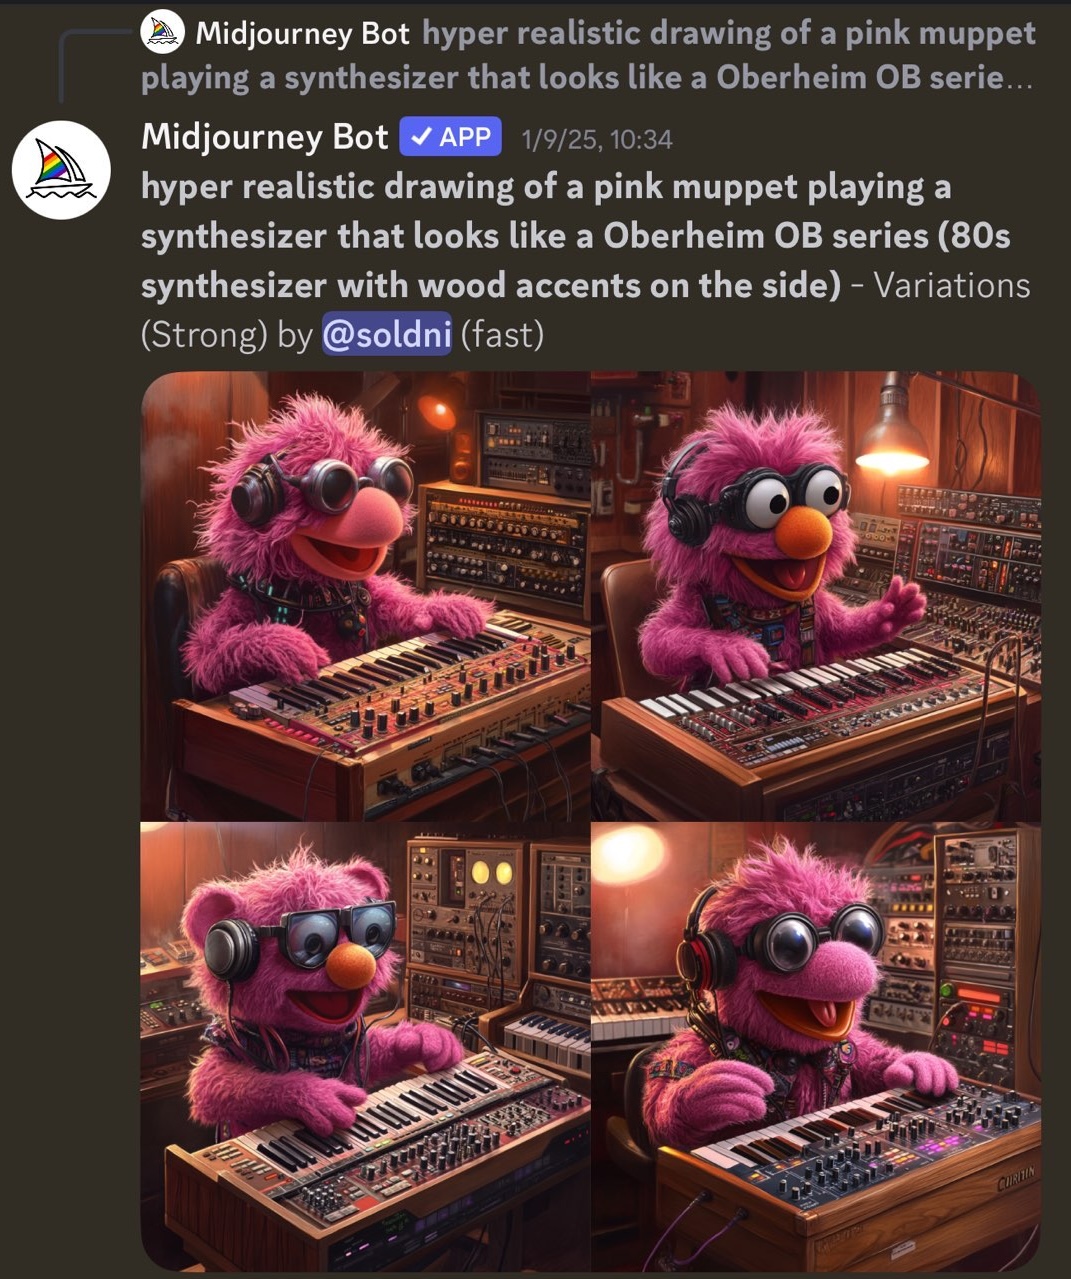 Midjourney Bot hyper realistic drawing of a pink muppet
playing a synthesizer that looks like a Oberheim OB serie...
Midjourney Bot ✓ APP 1/9/25, 10:34
hyper realistic drawing of a pink muppet playing a
synthesizer that looks like a Oberheim OB series (80s
synthesizer with wood accents on the side) - Variations
(Strong) by @soldni (fast)